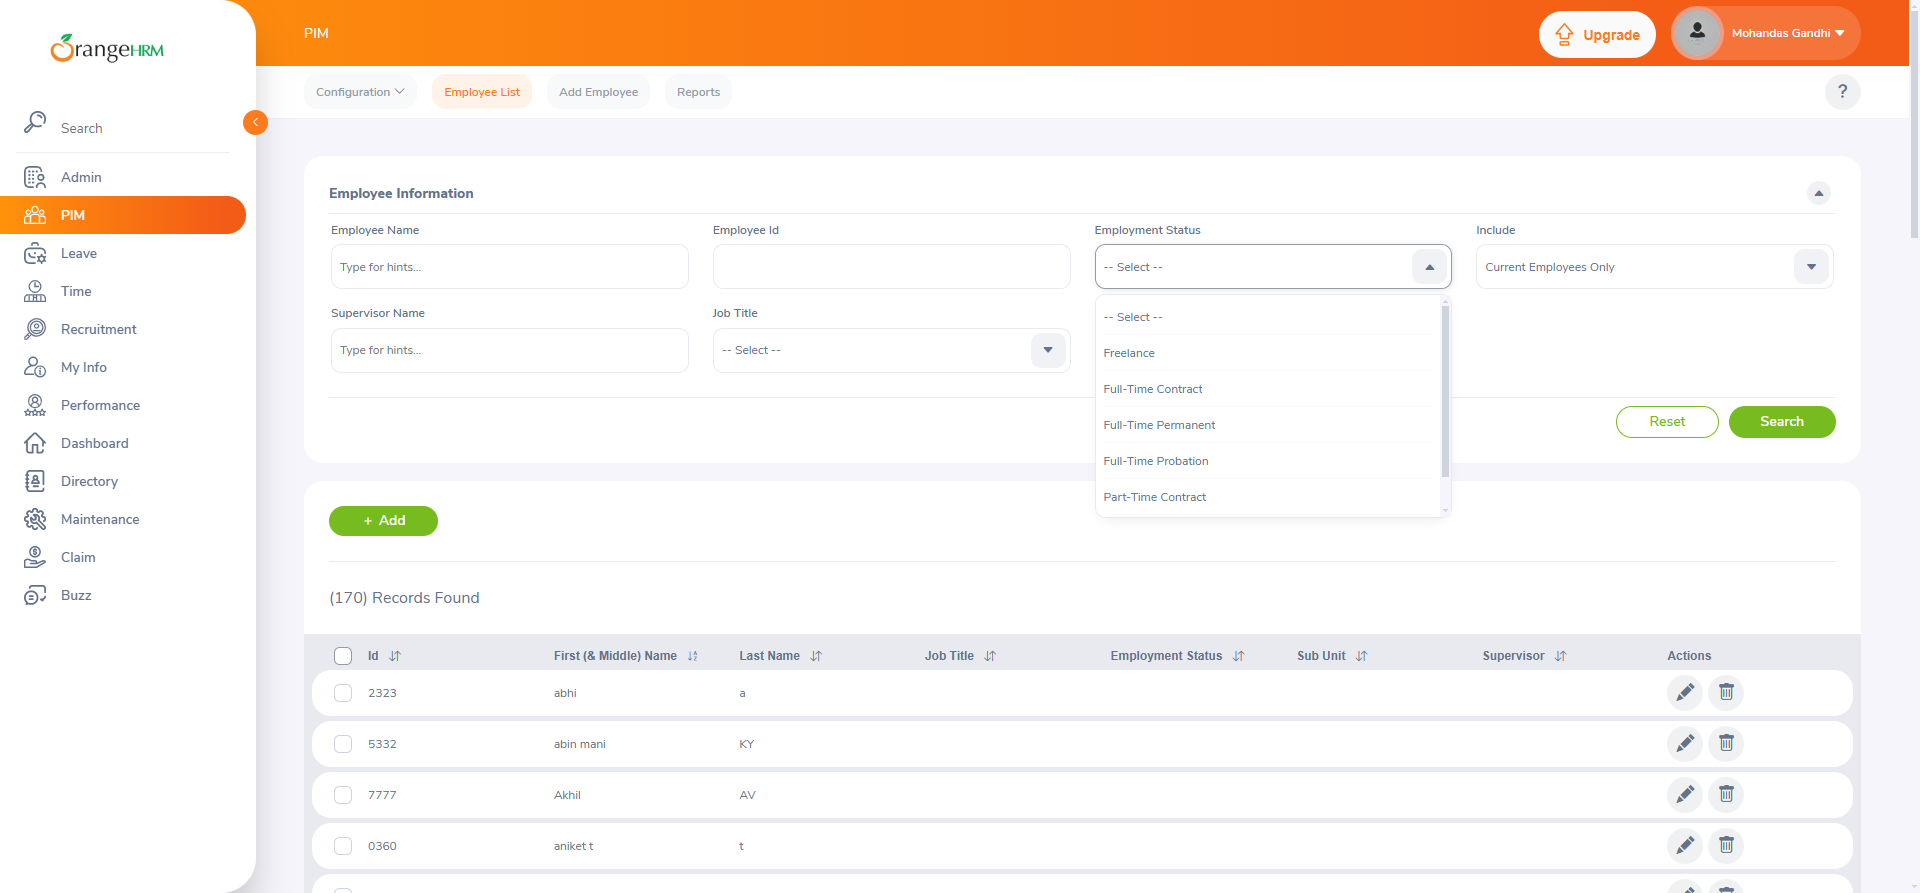 OrangeHRM
PIM
Upgrade
Mohandas Gandhi
Configuration
Employee List
Add Employee
Reports
?
Search
Admin
PIM
Leave
Time
Recruitment
My Info
Performance
Dashboard
Directory
Maintenance
Claim
Buzz
Employee Information
Employee Name
Employee Id
Employment Status
Include
Type for hints...
-- Select --
Current Employees Only
Supervisor Name
Job Title
Type for hints...
-- Select --
-- Select --
Freelance
Full-Time Contract
Full-Time Permanent
Full-Time Probation
Part-Time Contract
Reset
Search
+ Add
(170) Records Found
Id First (& Middle) Name Last Name Job Title Employment Status Sub Unit Supervisor Actions
2323 abhi a
5332 abin mani KY
7777 Akhil AV
0360 aniket t t